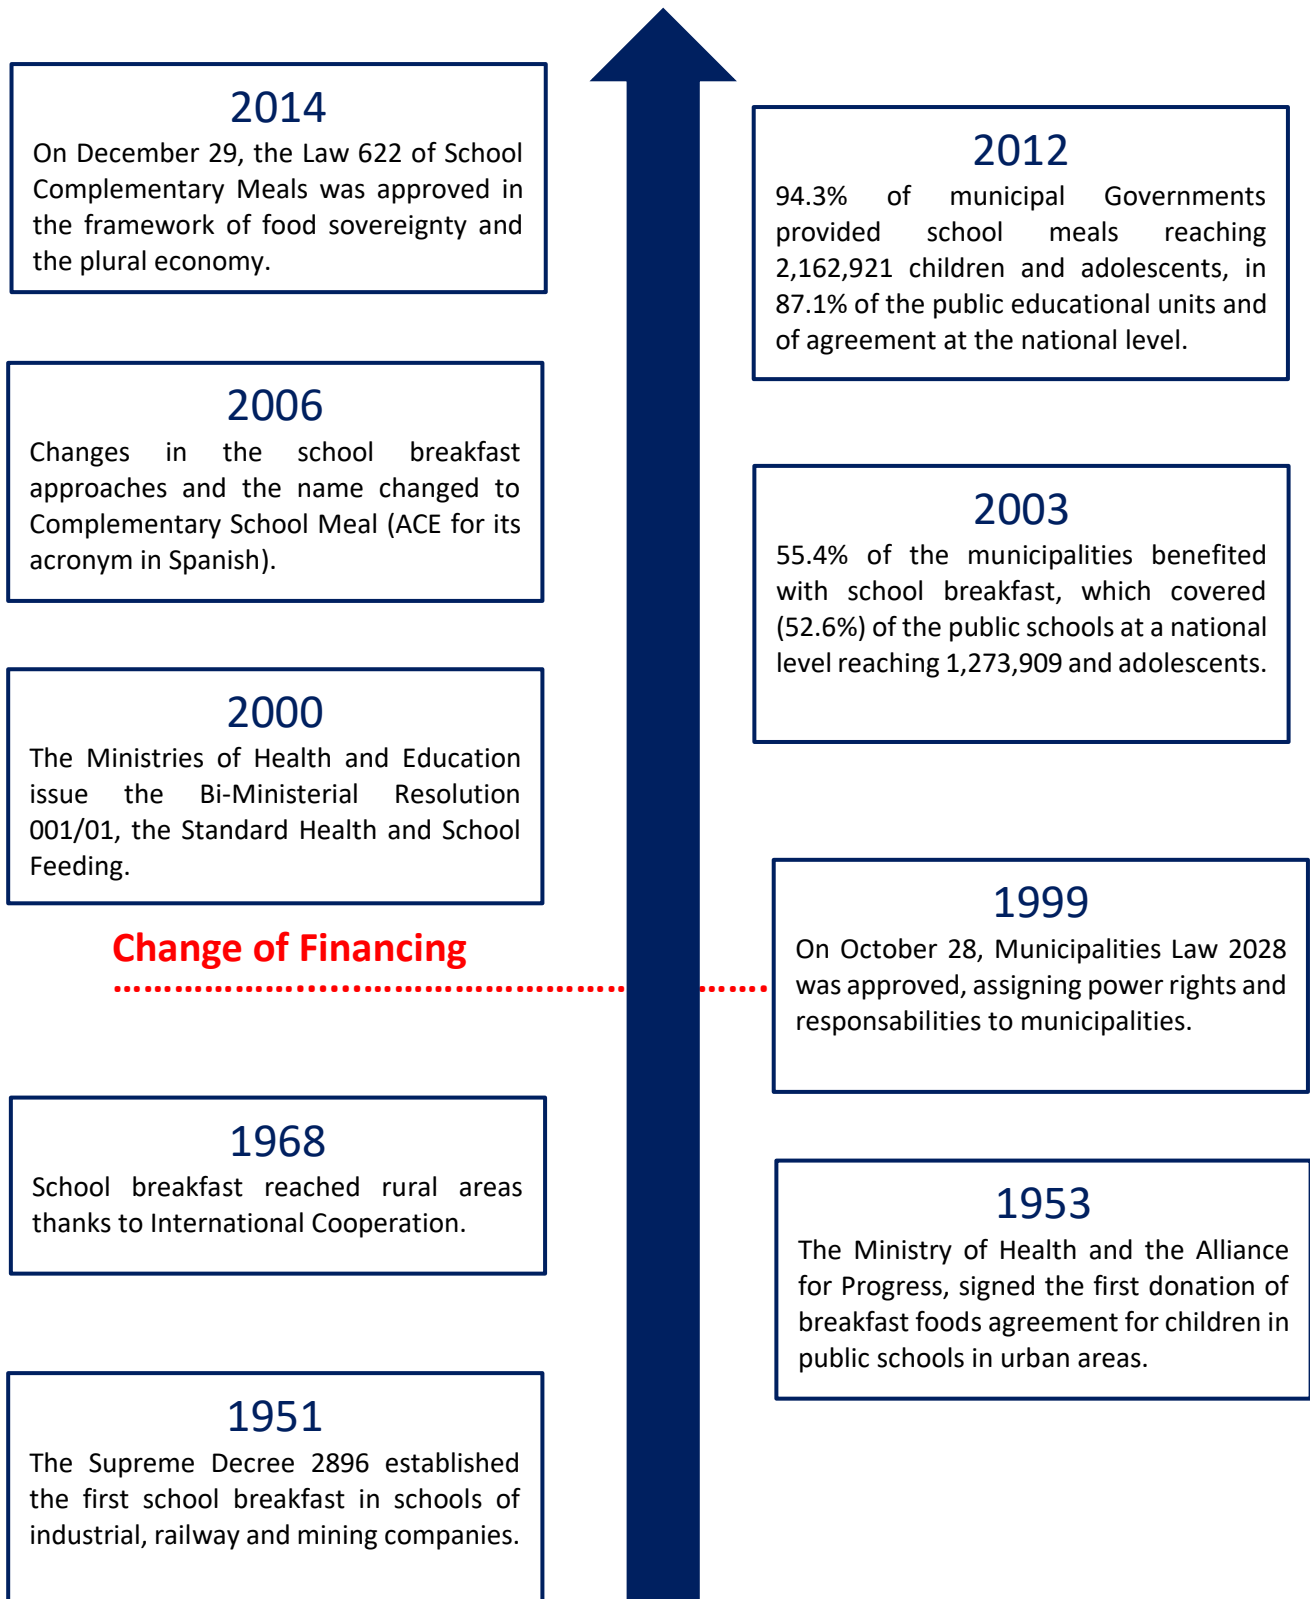 2014
On December 29, the Law 622 of School
Complementary Meals was approved in
the framework of food sovereignty and
the plural economy.
2012
94.3% of municipal Governments
provided school meals reaching
2,162,921 children and adolescents, in
87.1% of the public educational units and
of agreement at the national level.
2006
Changes in the school breakfast
approaches and the name changed to
Complementary School Meal (ACE for its
acronym in Spanish).
2003
55.4% of the municipalities benefited
with school breakfast, which covered
(52.6%) of the public schools at a national
level reaching 1,273,909 and adolescents.
2000
The Ministries of Health and Education
issue the Bi-Ministerial Resolution
001/01, the Standard Health and School
Feeding.
Change of Financing
1999
On October 28, Municipalities Law 2028
was approved, assigning power rights and
responsabilities to municipalities.
1968
School breakfast reached rural areas
thanks to International Cooperation.
1953
The Ministry of Health and the Alliance
for Progress, signed the first donation of
breakfast foods agreement for children in
public schools in urban areas.
1951
The Supreme Decree 2896 established
the first school breakfast in schools of
industrial, railway and mining companies.